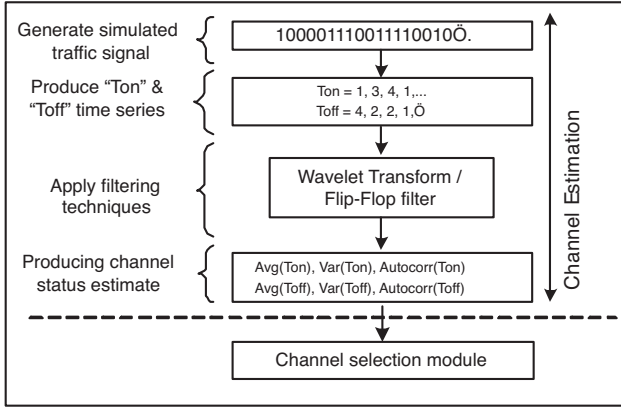 Generate simulated
traffic signal
100001110011110010Ö.
Produce “Ton” &
“Toff” time series
Ton = 1, 3, 4, 1,...
Toff = 4, 2, 2, 1,Ö
Apply filtering
techniques
Wavelet Transform /
Flip-Flop filter
Producing channel
status estimate
Avg(Ton), Var(Ton), Autocorr(Ton)
Avg(Toff), Var(Toff), Autocorr(Toff)
Channel Estimation
Channel selection module